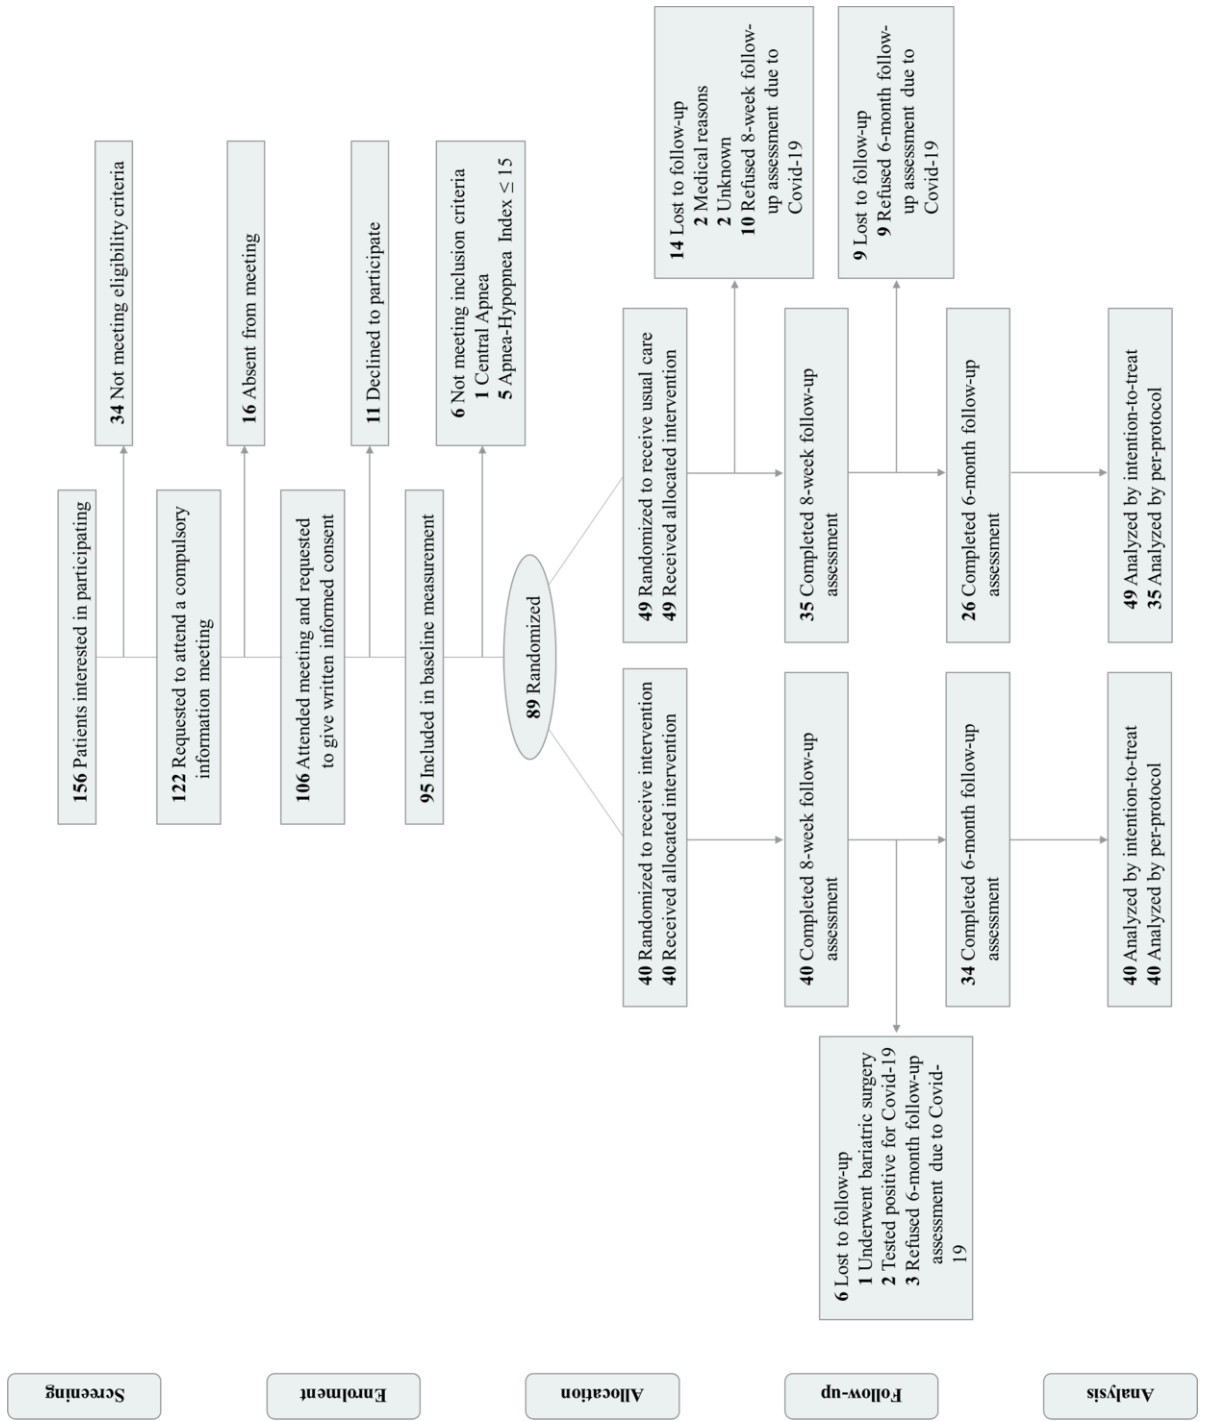 Screening
156 Patients interested in participating
34 Not meeting eligibility criteria
122 Requested to attend a compulsory
information meeting
16 Absent from meeting
Enrolment
106 Attended meeting and requested
to give written informed consent
11 Declined to participate
95 Included in baseline measurement
6 Not meeting inclusion criteria
1 Central Apnea
5 Apnea-Hypopnea Index ≤ 15
89 Randomized
Allocation
40 Randomized to receive intervention
40 Received allocated intervention
49 Randomized to receive usual care
49 Received allocated intervention
14 Lost to follow-up
2 Medical reasons
2 Unknown
10 Refused 8-week follow-
up assessment due to
Covid-19
Follow-up
40 Completed 8-week follow-up
assessment
35 Completed 8-week follow-up
assessment
6 Lost to follow-up
1 Underwent bariatric surgery
2 Tested positive for Covid-19
3 Refused 6-month follow-up
assessment due to Covid-
19
9 Lost to follow-up
9 Refused 6-month follow-
up assessment due to
Covid-19
34 Completed 6-month follow-up
assessment
26 Completed 6-month follow-up
assessment
Analysis
40 Analyzed by intention-to-treat
40 Analyzed by per-protocol
49 Analyzed by intention-to-treat
35 Analyzed by per-protocol